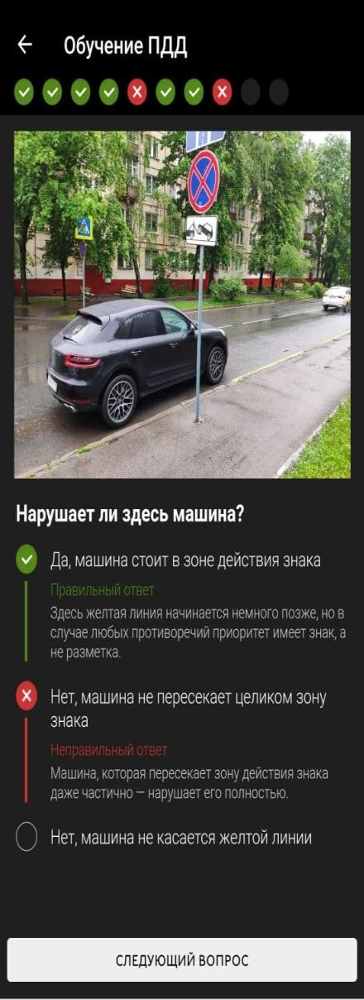 Обучение ПДД
Нарушает ли здесь машина?
Да, машина стоит в зоне действия знака
Правильный ответ
Здесь желтая линия начинается немного позже, но в
случае любых противоречий приоритет имеет знак, а
не разметка.
Нет, машина не пересекает целиком зону
знака
Неправильный ответ
Машина, которая пересекает зону действия знака
даже частично — нарушает его полностью.
Нет, машина не касается желтой линии
СЛЕДУЮЩИЙ ВОПРОС